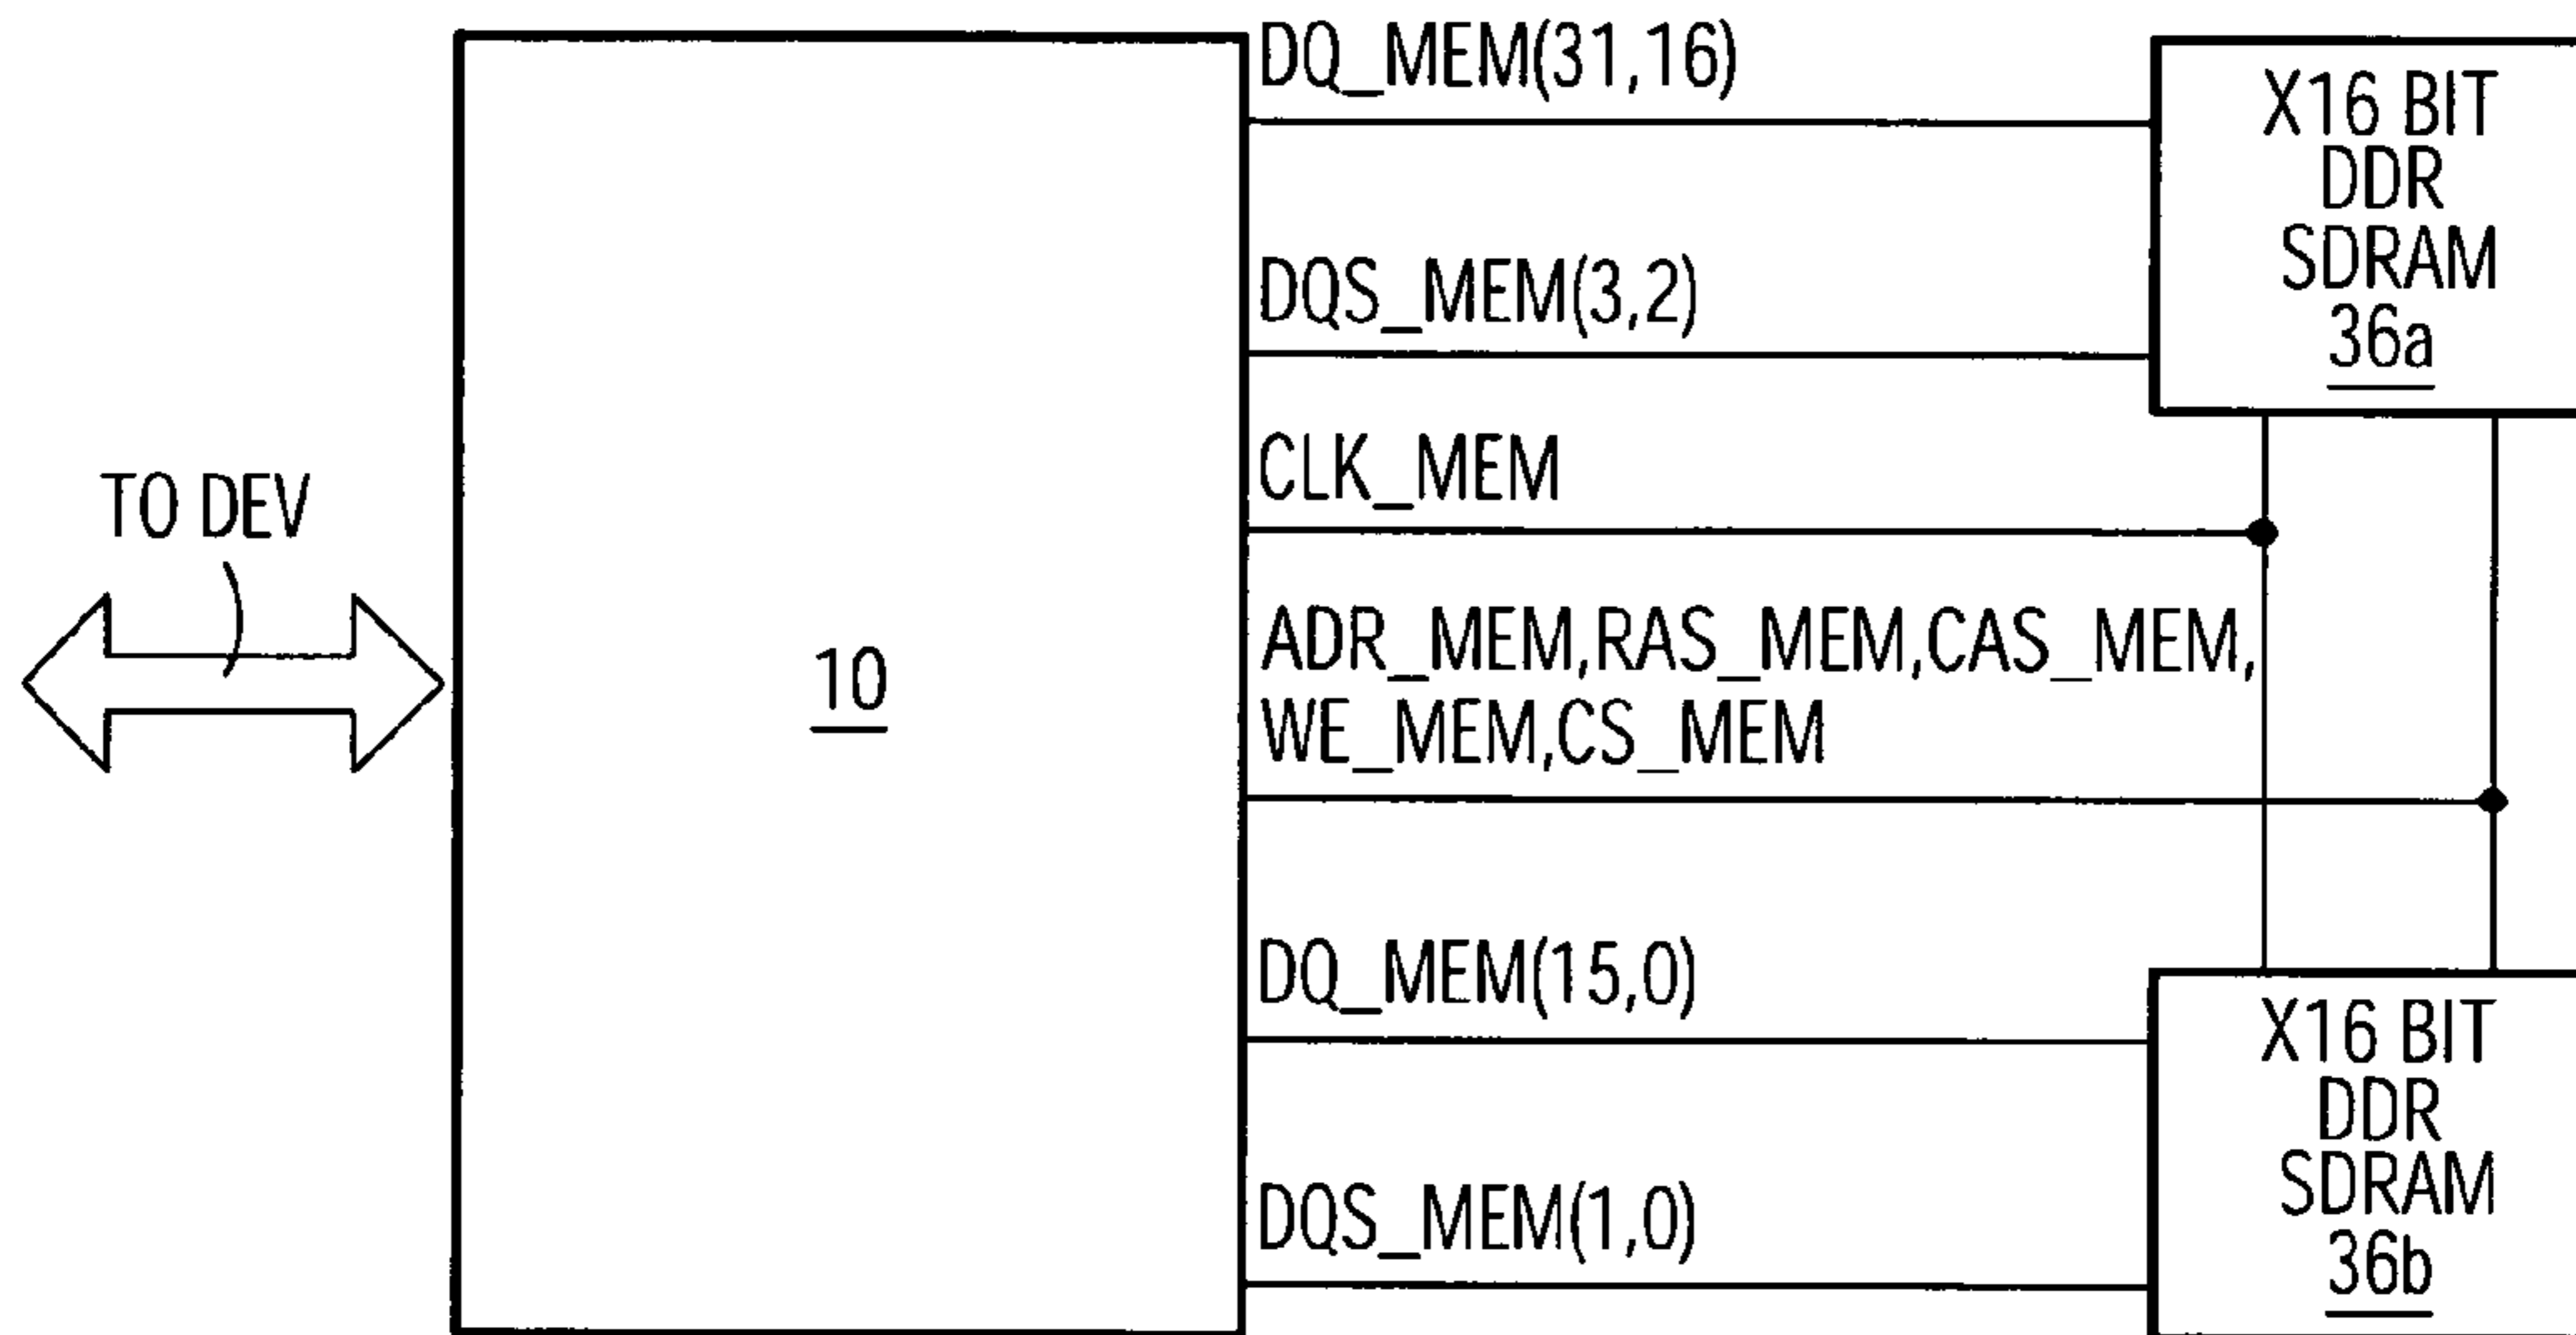 DQ_MEM(31,16)
X16 BIT
DDR
SDRAM
36a
DQS_MEM(3,2)
CLK_MEM
TO DEV
10
ADR_MEM,RAS_MEM,CAS_MEM,
WE_MEM,CS_MEM
DQ_MEM(15,0)
X16 BIT
DDR
SDRAM
36b
DQS_MEM(1,0)